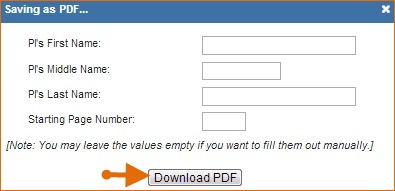 Saving as PDF...
PI's First Name:
PI's Middle Name:
PI's Last Name:
Starting Page Number:
[Note: You may leave the values empty if you want to fill them out manually.]
Download PDF